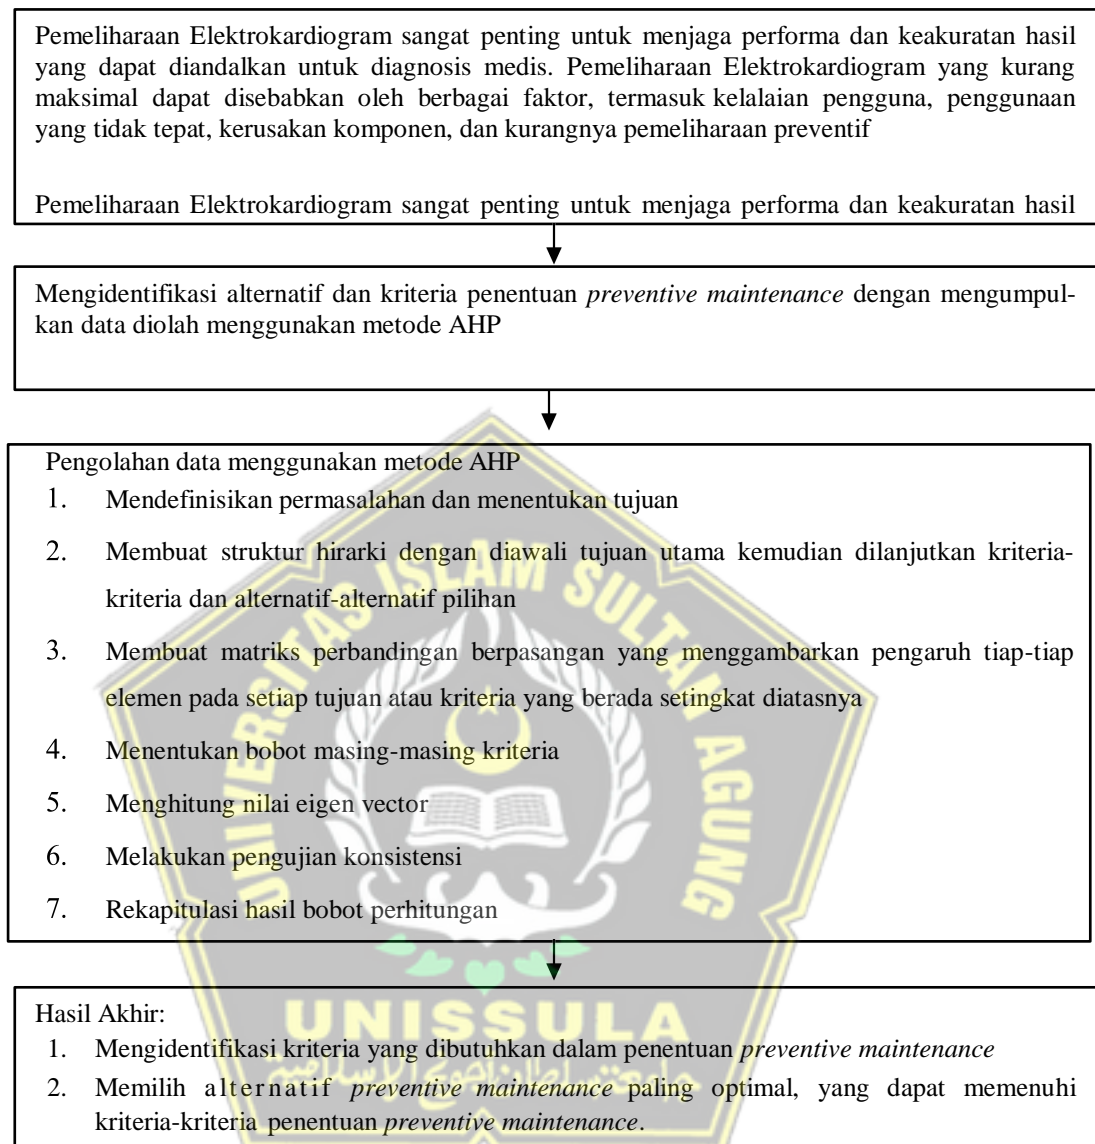 Pemeliharaan Elektrokardiogram sangat penting untuk menjaga performa dan keakuratan hasil
yang dapat diandalkan untuk diagnosis medis. Pemeliharaan Elektrokardiogram yang kurang
maksimal dapat disebabkan oleh berbagai faktor, termasuk kelalaian pengguna, penggunaan
yang tidak tepat, kerusakan komponen, dan kurangnya pemeliharaan preventif
Pemeliharaan Elektrokardiogram sangat penting untuk menjaga performa dan keakuratan hasil
Mengidentifikasi alternatif dan kriteria penentuan preventive maintenance dengan mengumpul-
kan data diolah menggunakan metode AHP
Pengolahan data menggunakan metode AHP
1. Mendefinisikan permasalahan dan menentukan tujuan
2. Membuat struktur hirarki dengan diawali tujuan utama kemudian dilanjutkan kriteria-
kriteria dan alternatif-alternatif pilihan
3. Membuat matriks perbandingan berpasangan yang menggambarkan pengaruh tiap-tiap
elemen pada setiap tujuan atau kriteria yang berada setingkat diatasnya
4. Menentukan bobot masing-masing kriteria
5. Menghitung nilai eigen vector
6. Melakukan pengujian konsistensi
7. Rekapitulasi hasil bobot perhitungan
Hasil Akhir:
1. Mengidentifikasi kriteria yang dibutuhkan dalam penentuan preventive maintenance
2. Memilih alternatif preventive maintenance paling optimal, yang dapat memenuhi
kriteria-kriteria penentuan preventive maintenance.
UNIVERSITAS ISLAM SULTAN AGUNG
UNISSULA